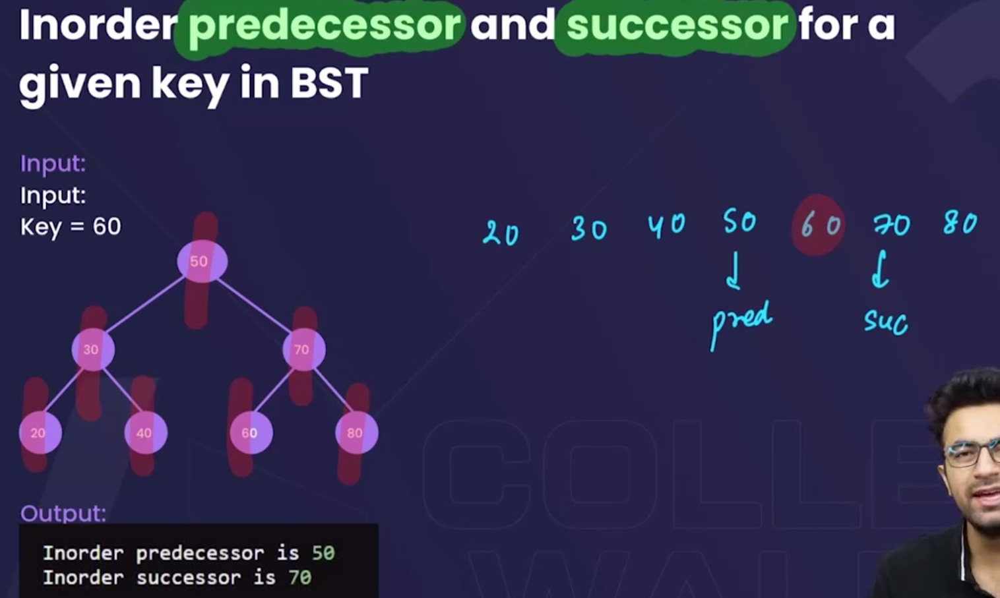 Inorder predecessor and successor for a
given key in BST
Input:
Input:
Key = 60
50
30 70
20 40 60 80
20 30 40 50 60 70 80
pred suc
Output:
Inorder predecessor is 50
Inorder successor is 70
COLLE
WALL